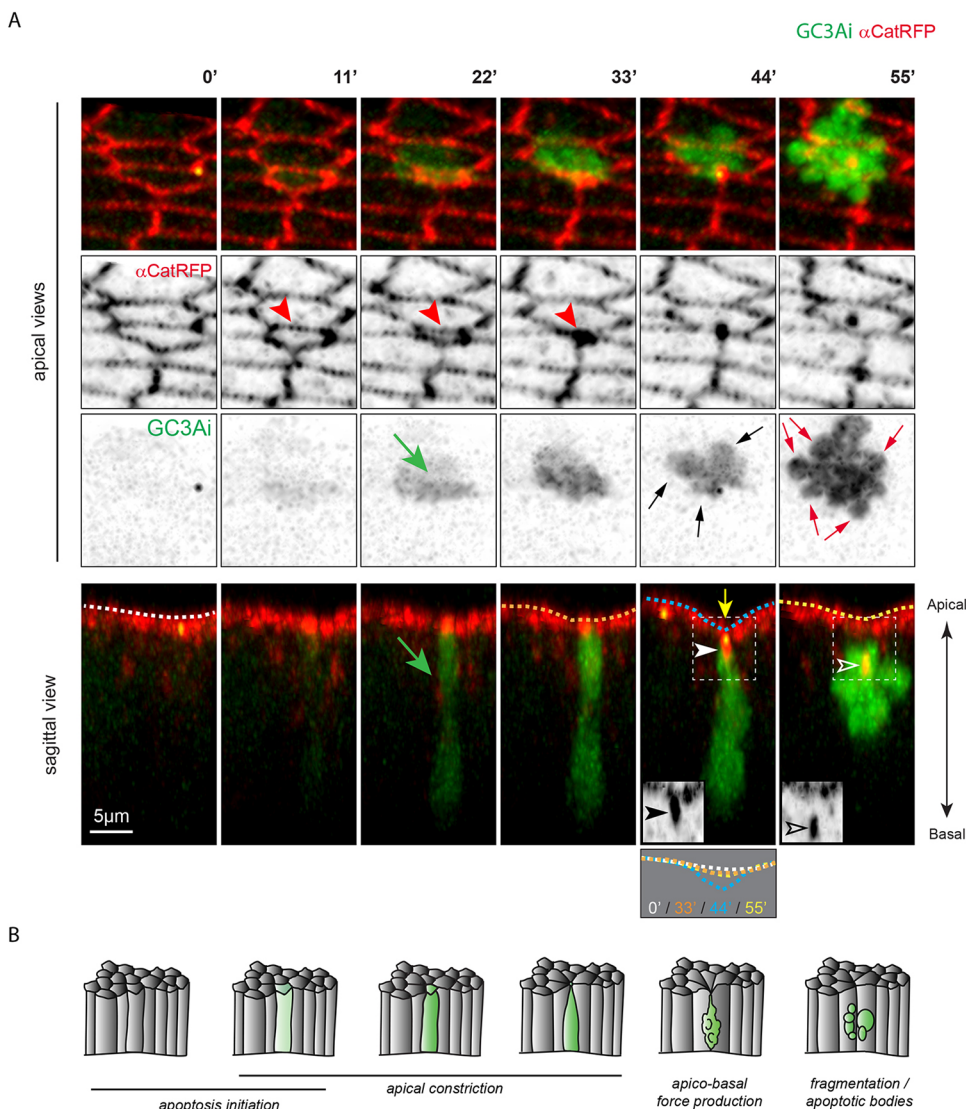 A
GC3Ai αCatRFP
0' 11' 22' 33' 44' 55'
apical views
αCatRFP
GC3Ai
sagittal view
5μm
Apical
Basal
0' / 33' / 44' / 55'
B
apoptosis initiation
apical constriction
apico-basal
force production
fragmentation /
apoptotic bodies